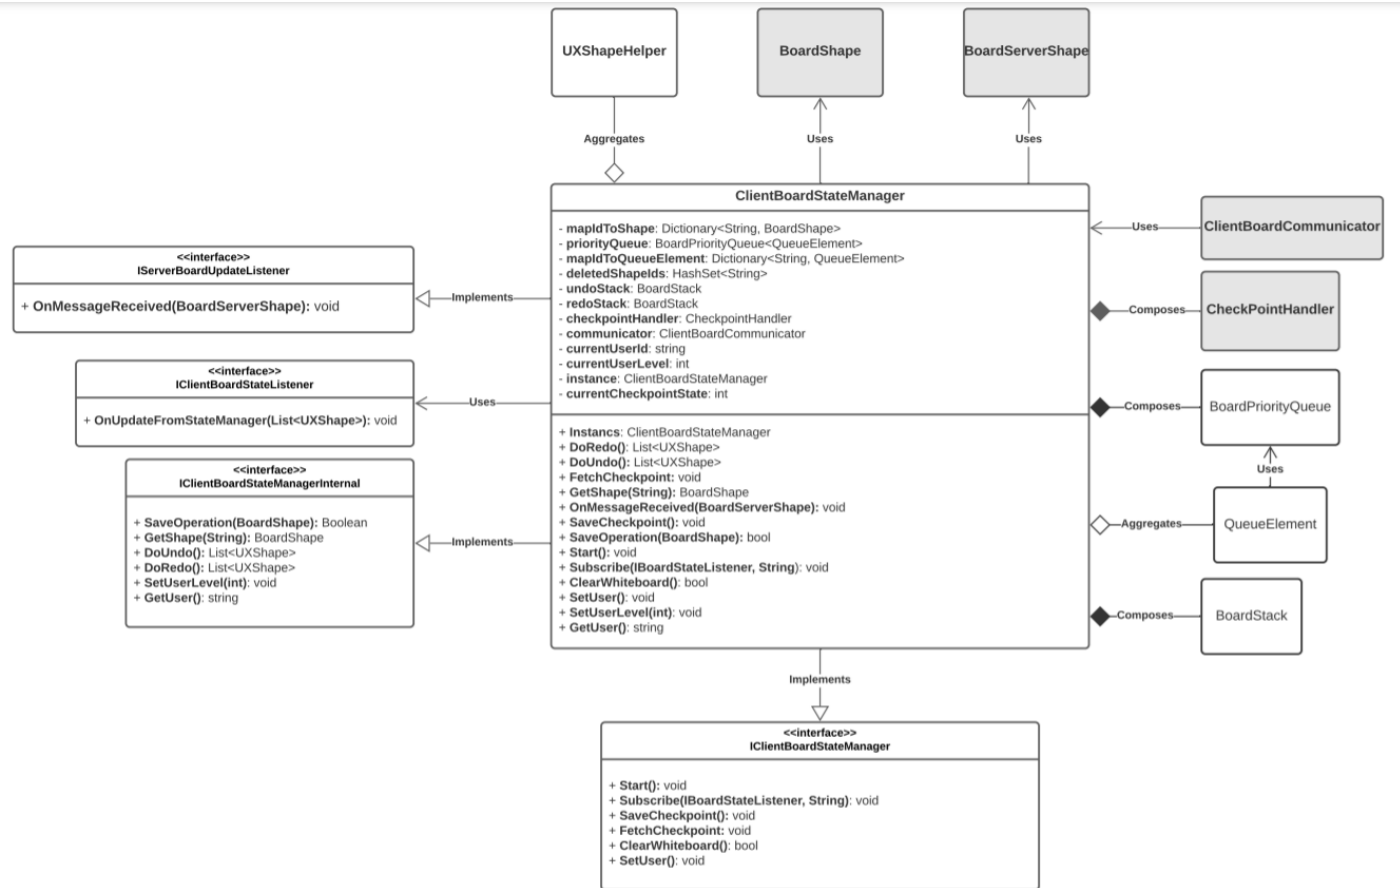 UXShapeHelper
BoardShape
BoardServerShape
Aggregates
Uses
Uses
ClientBoardStateManager
- mapIdToShape: Dictionary<String, BoardShape>
- priorityQueue: BoardPriorityQueue<QueueElement>
- mapIdToQueueElement: Dictionary<String, QueueElement>
- deletedShapeIds: HashSet<String>
- undoStack: BoardStack
- redoStack: BoardStack
- checkpointHandler: CheckpointHandler
- communicator: ClientBoardCommunicator
- currentUserId: string
- currentUserLevel: int
- instance: ClientBoardStateManager
- currentCheckpointState: int
+ Instancs: ClientBoardStateManager
+ DoRedo(): List<UXShape>
+ DoUndo(): List<UXShape>
+ FetchCheckpoint: void
+ GetShape(String): BoardShape
+ OnMessageReceived(BoardServerShape): void
+ SaveCheckpoint(): void
+ SaveOperation(BoardShape): bool
+ Start(): void
+ Subscribe(IBoardStateListener, String): void
+ ClearWhiteboard(): bool
+ SetUser(): void
+ SetUserLevel(int): void
+ GetUser(): string
<<interface>>
IServerBoardUpdateListener
+ OnMessageReceived(BoardServerShape): void
Implements
<<interface>>
IClientBoardStateListener
+ OnUpdateFromStateManager(List<UXShape>): void
Uses
<<interface>>
IClientBoardStateManagerInternal
+ SaveOperation(BoardShape): Boolean
+ GetShape(String): BoardShape
+ DoUndo(): List<UXShape>
+ DoRedo(): List<UXShape>
+ SetUserLevel(int): void
+ GetUser(): string
Implements
Uses
ClientBoardCommunicator
Composes
CheckPointHandler
Composes
BoardPriorityQueue
Uses
Aggregates
QueueElement
Composes
BoardStack
Implements
<<interface>>
IClientBoardStateManager
+ Start(): void
+ Subscribe(IBoardStateListener, String): void
+ SaveCheckpoint(): void
+ FetchCheckpoint: void
+ ClearWhiteboard(): bool
+ SetUser(): void